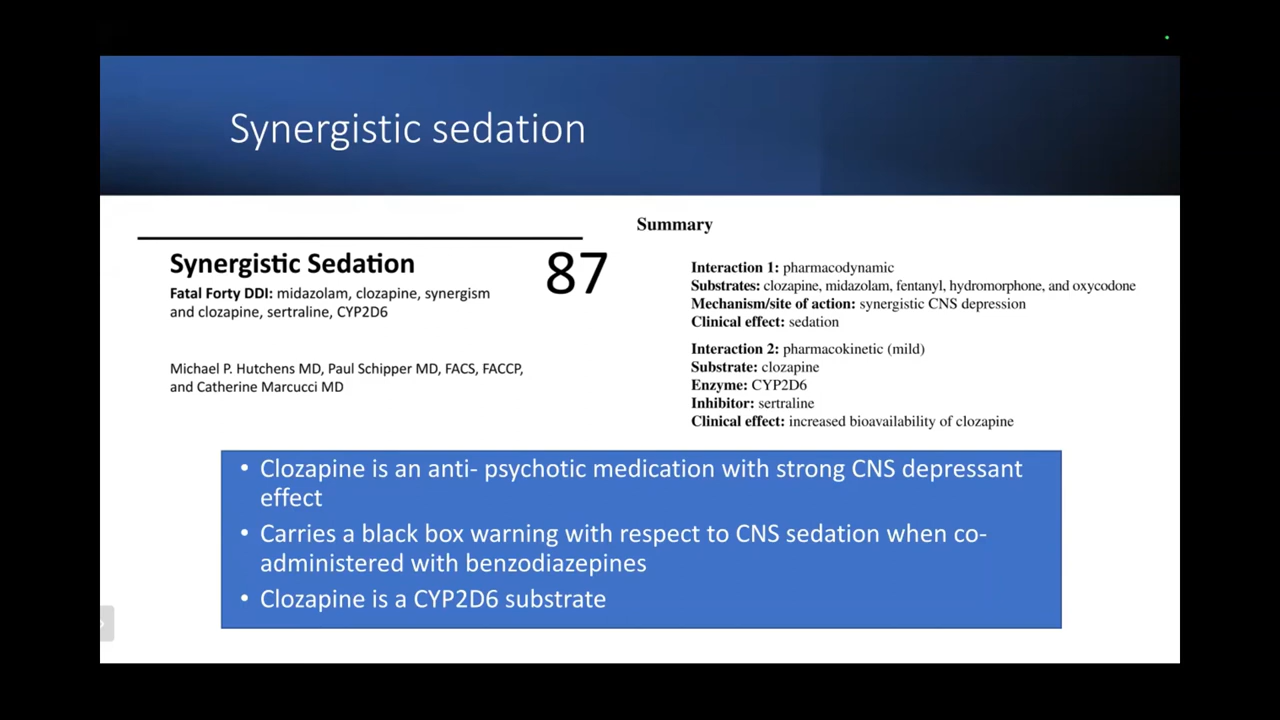 Synergistic sedation
Synergistic Sedation
87
Fatal Forty DDI: midazolam, clozapine, synergism
and clozapine, sertraline, CYP2D6
Michael P. Hutchens MD, Paul Schipper MD, FACS, FACCP,
and Catherine Marcucci MD
Summary
Interaction 1: pharmacodynamic
Substrates: clozapine, midazolam, fentanyl, hydromorphone, and oxycodone
Mechanism/site of action: synergistic CNS depression
Clinical effect: sedation
Interaction 2: pharmacokinetic (mild)
Substrate: clozapine
Enzyme: CYP2D6
Inhibitor: sertraline
Clinical effect: increased bioavailability of clozapine
• Clozapine is an anti- psychotic medication with strong CNS depressant
effect
• Carries a black box warning with respect to CNS sedation when co-
administered with benzodiazepines
• Clozapine is a CYP2D6 substrate